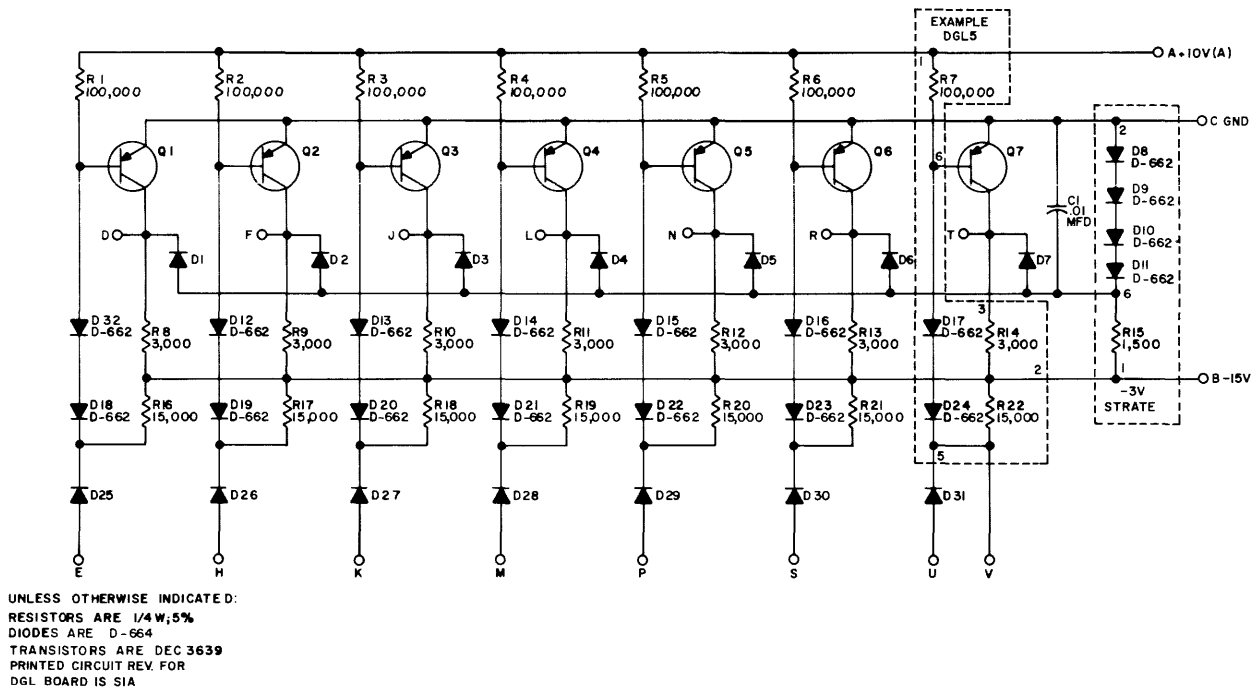 EXAMPLE
DGL5
A+10V(A)
1
R1
100,000
R2
100,000
R3
100,000
R4
100,000
R5
100,000
R6
100,000
R7
100,000
C GND
2
Q1
Q2
Q3
Q4
Q5
Q6
6
Q7
C1
.01
MFD
D8
D-662
D9
D-662
D10
D-662
D11
D-662
D
F
J
L
N
R
T
D1
D2
D3
D4
D5
D6
D7
6
3
D32
D-662
R8
3,000
D12
D-662
R9
3,000
D13
D-662
R10
3,000
D14
D-662
R11
3,000
D15
D-662
R12
3,000
D16
D-662
R13
3,000
D17
D-662
R14
3,000
R15
1,500
2
1
B-15V
-3V
STRATE
D18
D-662
R16
15,000
D19
D-662
R17
15,000
D20
D-662
R18
15,000
D21
D-662
R19
15,000
D22
D-662
R20
15,000
D23
D-662
R21
15,000
D24
D-662
R22
15,000
5
D25
D26
D27
D28
D29
D30
D31
E
H
K
M
P
S
U
V
UNLESS OTHERWISE INDICATED:
RESISTORS ARE 1/4W;5%
DIODES ARE D-664
TRANSISTORS ARE DEC 3639
PRINTED CIRCUIT REV. FOR
DGL BOARD IS S1A